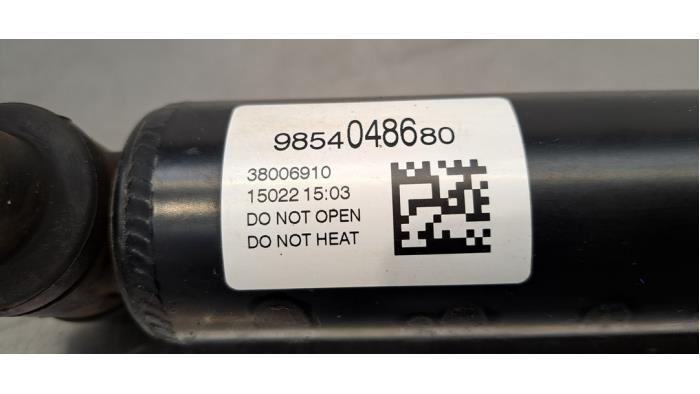 9854048680
38006910
15022 15:03
DO NOT OPEN
DO NOT HEAT